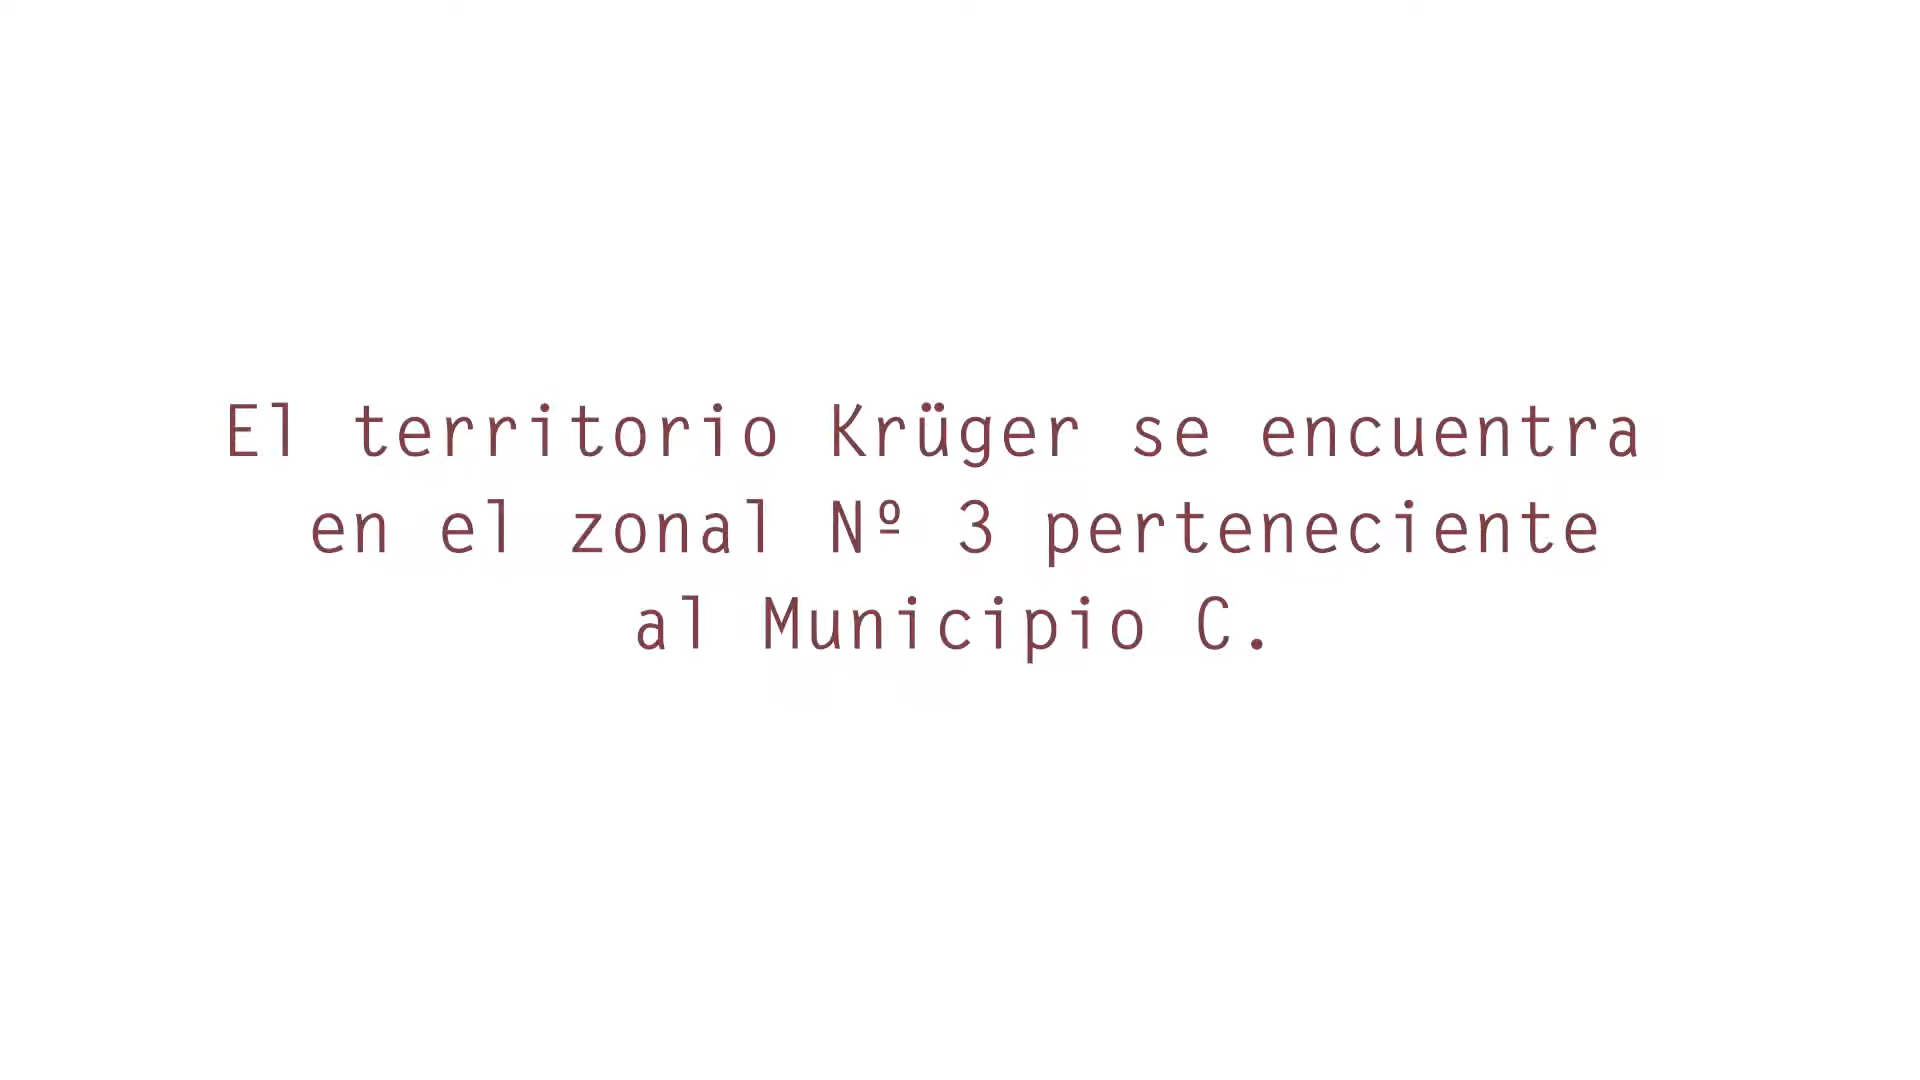 El territorio Krüger se encuentra
en el zonal Nº 3 perteneciente
al Municipio C.